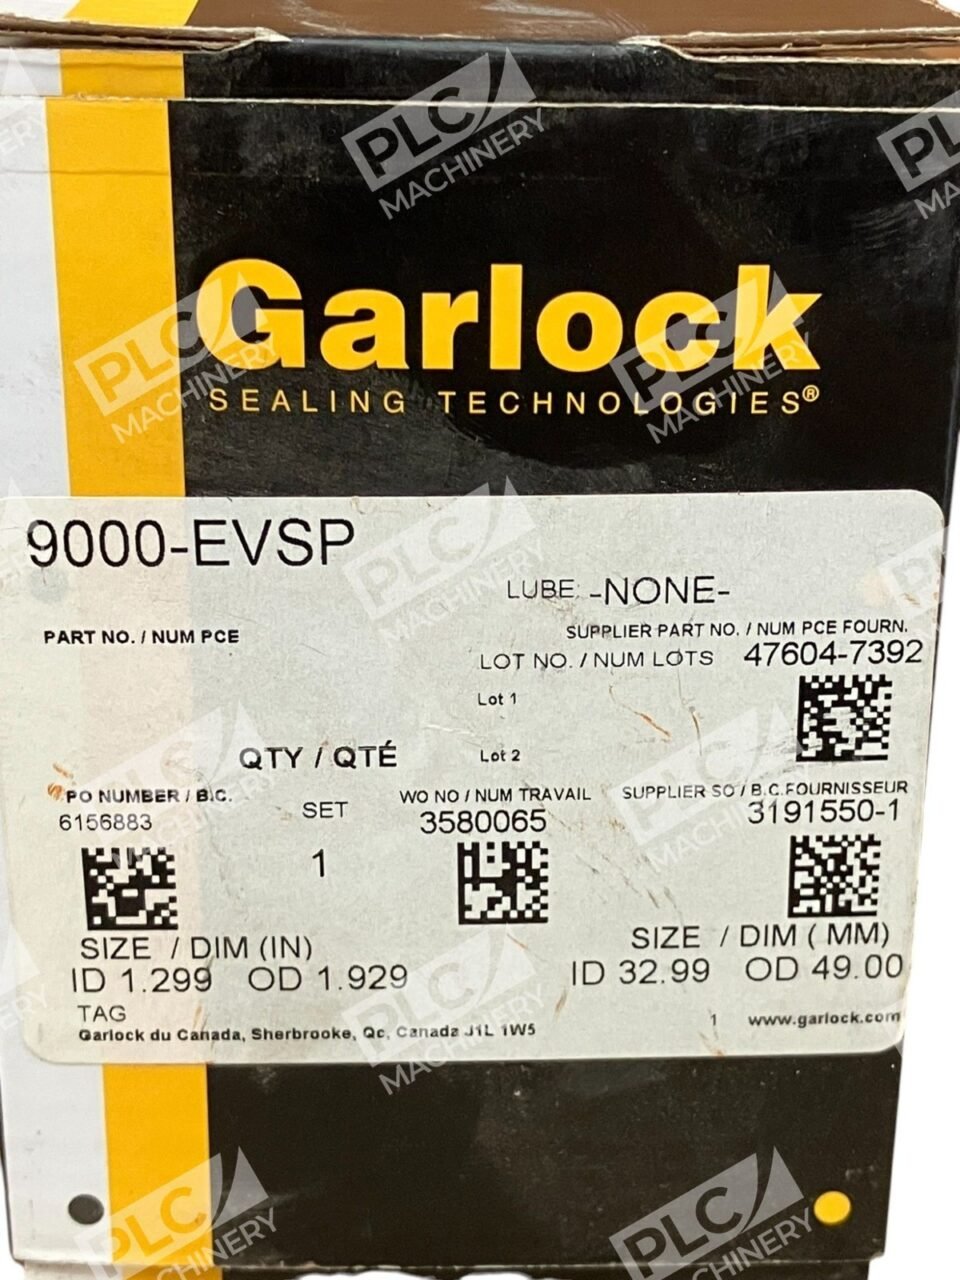 Garlock
SEALING TECHNOLOGIES®
9000-EVSP
LUBE: -NONE-
PART NO. / NUM PCE
SUPPLIER PART NO. / NUM PCE FOURN.
LOT NO. / NUM LOTS 47604-7392
Lot 1
QTY / QTÉ
Lot 2
PO NUMBER / B.C.
SET
WO NO / NUM TRAVAIL
SUPPLIER SO / B.C.FOURNISSEUR
6156883
3580065
3191550-1
1
SIZE / DIM (IN)
SIZE / DIM ( MM)
ID 1.299 OD 1.929
ID 32.99 OD 49.00
TAG
Garlock du Canada, Sherbrooke, Qc, Canada J1L 1W5
1 www.garlock.com
PLC MACHINERY